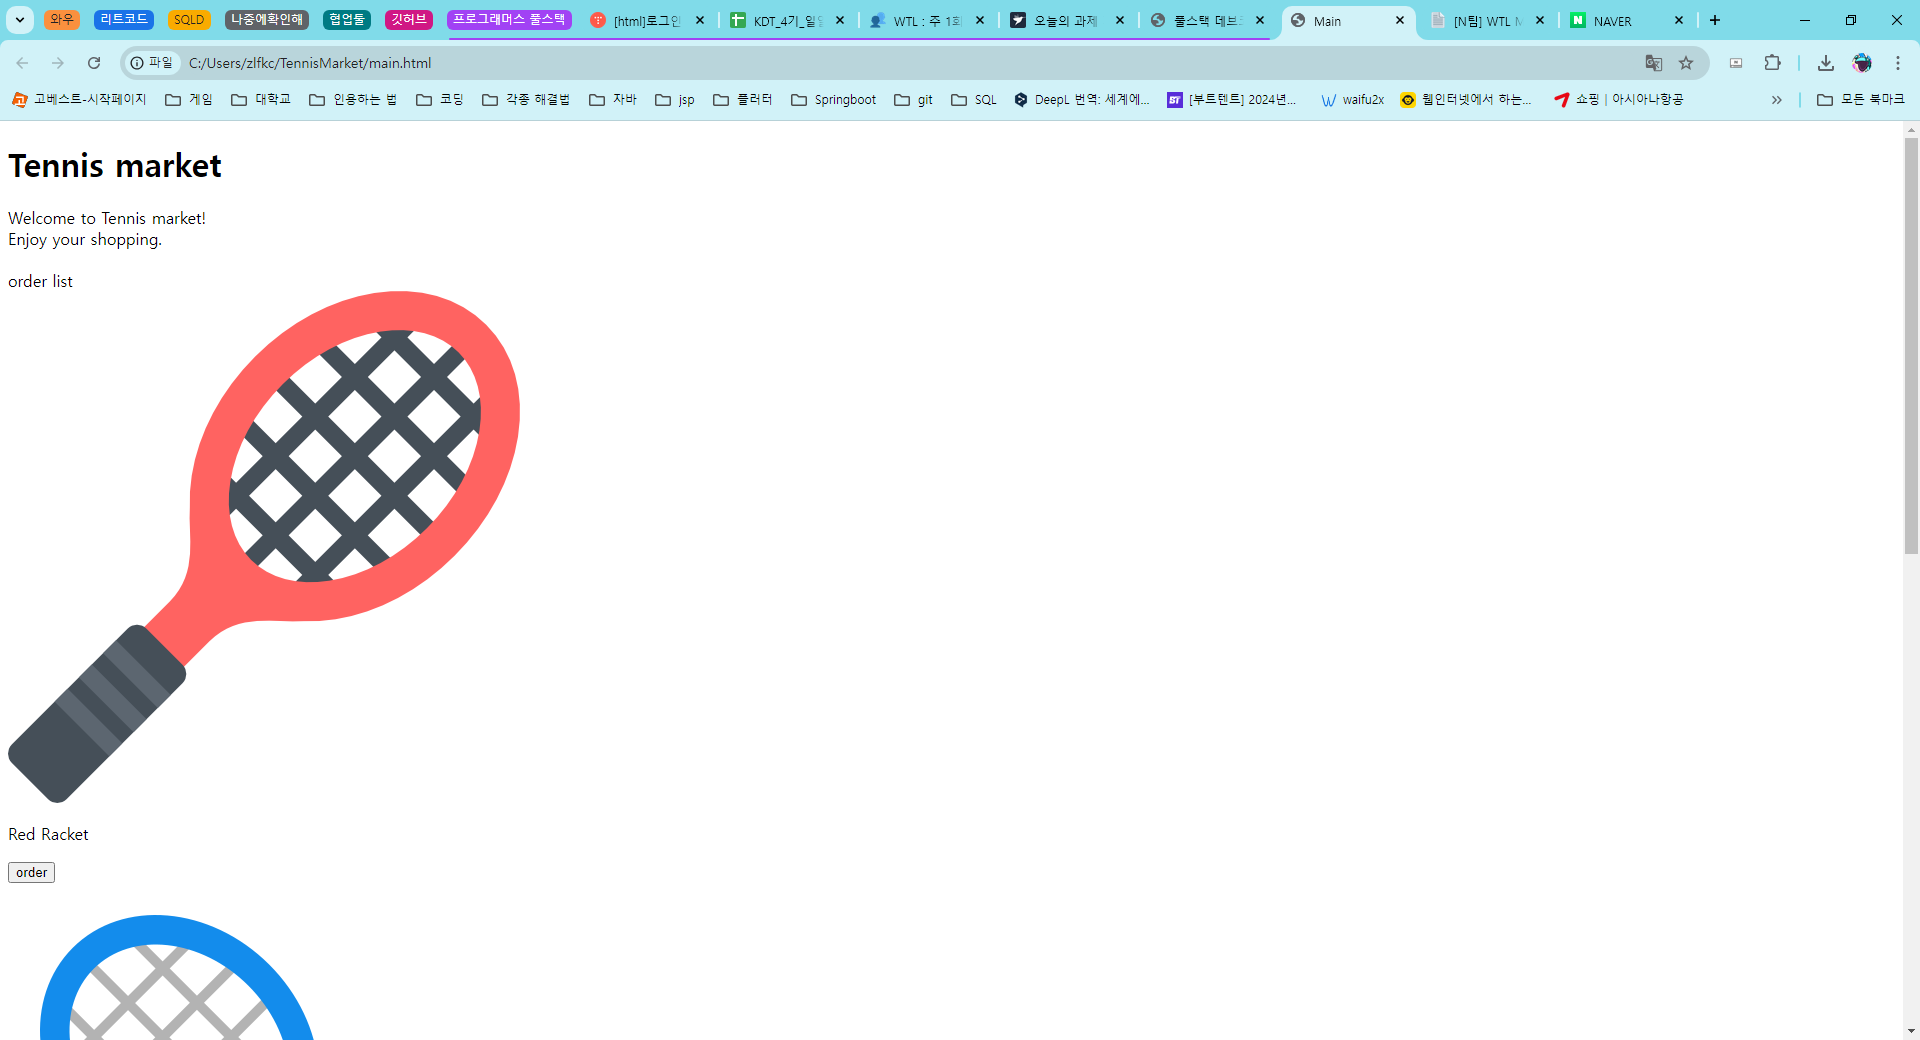 와우 리트코드 SQLD 나중에확인해 협업툴 깃허브 프로그래머스 풀스택 [html]로그인 KDT_4기_일일 WTL : 주 1회 오늘의 과제 풀스택 데브코 Main [N팀] WTL M NAVER
파일 C:/Users/zlfkc/TennisMarket/main.html
고베스트-시작페이지 게임 대학교 인용하는 법 코딩 각종 해결법 자바 jsp 플러터 Springboot git SQL DeepL 번역: 세계에... [부트텐트] 2024년... waifu2x 웹인터넷에서 하는... 쇼핑 | 아시아나항공 모든 북마크
Tennis market
Welcome to Tennis market!
Enjoy your shopping.
order list
Red Racket
order